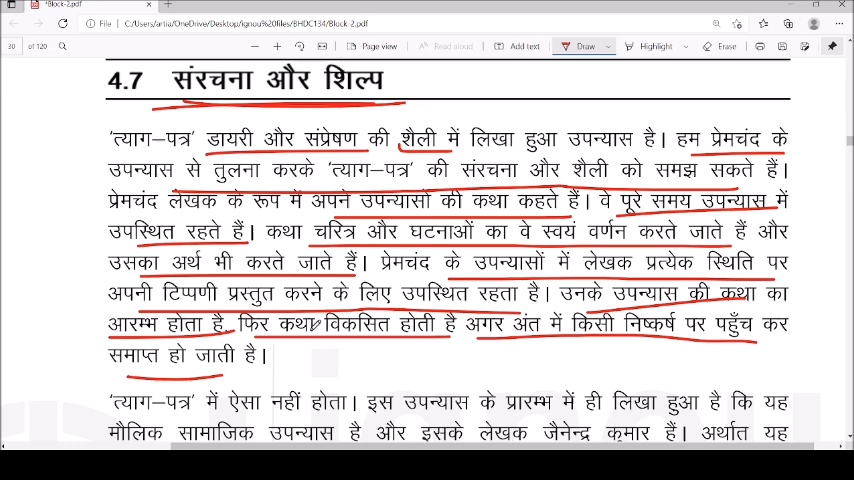 *Block-2.pdf
File
C:/Users/artia/OneDrive/Desktop/ignou%20files/BHDC134/Block-2.pdf
30 of 120
Page view
Read aloud
Add text
Draw
Highlight
Erase
4.7 संरचना और शिल्प
'त्याग–पत्र' डायरी और संप्रेषण की शैली में लिखा हुआ उपन्यास है। हम प्रेमचंद के
उपन्यास से तुलना करके 'त्याग–पत्र' की संरचना और शैली को समझ सकते हैं।
प्रेमचंद लेखक के रूप में अपने उपन्यासों की कथा कहते हैं। वे पूरे समय उपन्यास में
उपस्थित रहते हैं। कथा चरित्र और घटनाओं का वे स्वयं वर्णन करते जाते हैं और
उसका अर्थ भी करते जाते हैं। प्रेमचंद के उपन्यासों में लेखक प्रत्येक स्थिति पर
अपनी टिप्पणी प्रस्तुत करने के लिए उपस्थित रहता है। उनके उपन्यास की कथा का
आरम्भ होता है, फिर कथा विकसित होती है अगर अंत में किसी निष्कर्ष पर पहुँच कर
समाप्त हो जाती है।
'त्याग–पत्र' में ऐसा नहीं होता। इस उपन्यास के प्रारम्भ में ही लिखा हुआ है कि यह
मौलिक सामाजिक उपन्यास है और इसके लेखक जैनेन्द्र कुमार हैं। अर्थात यह